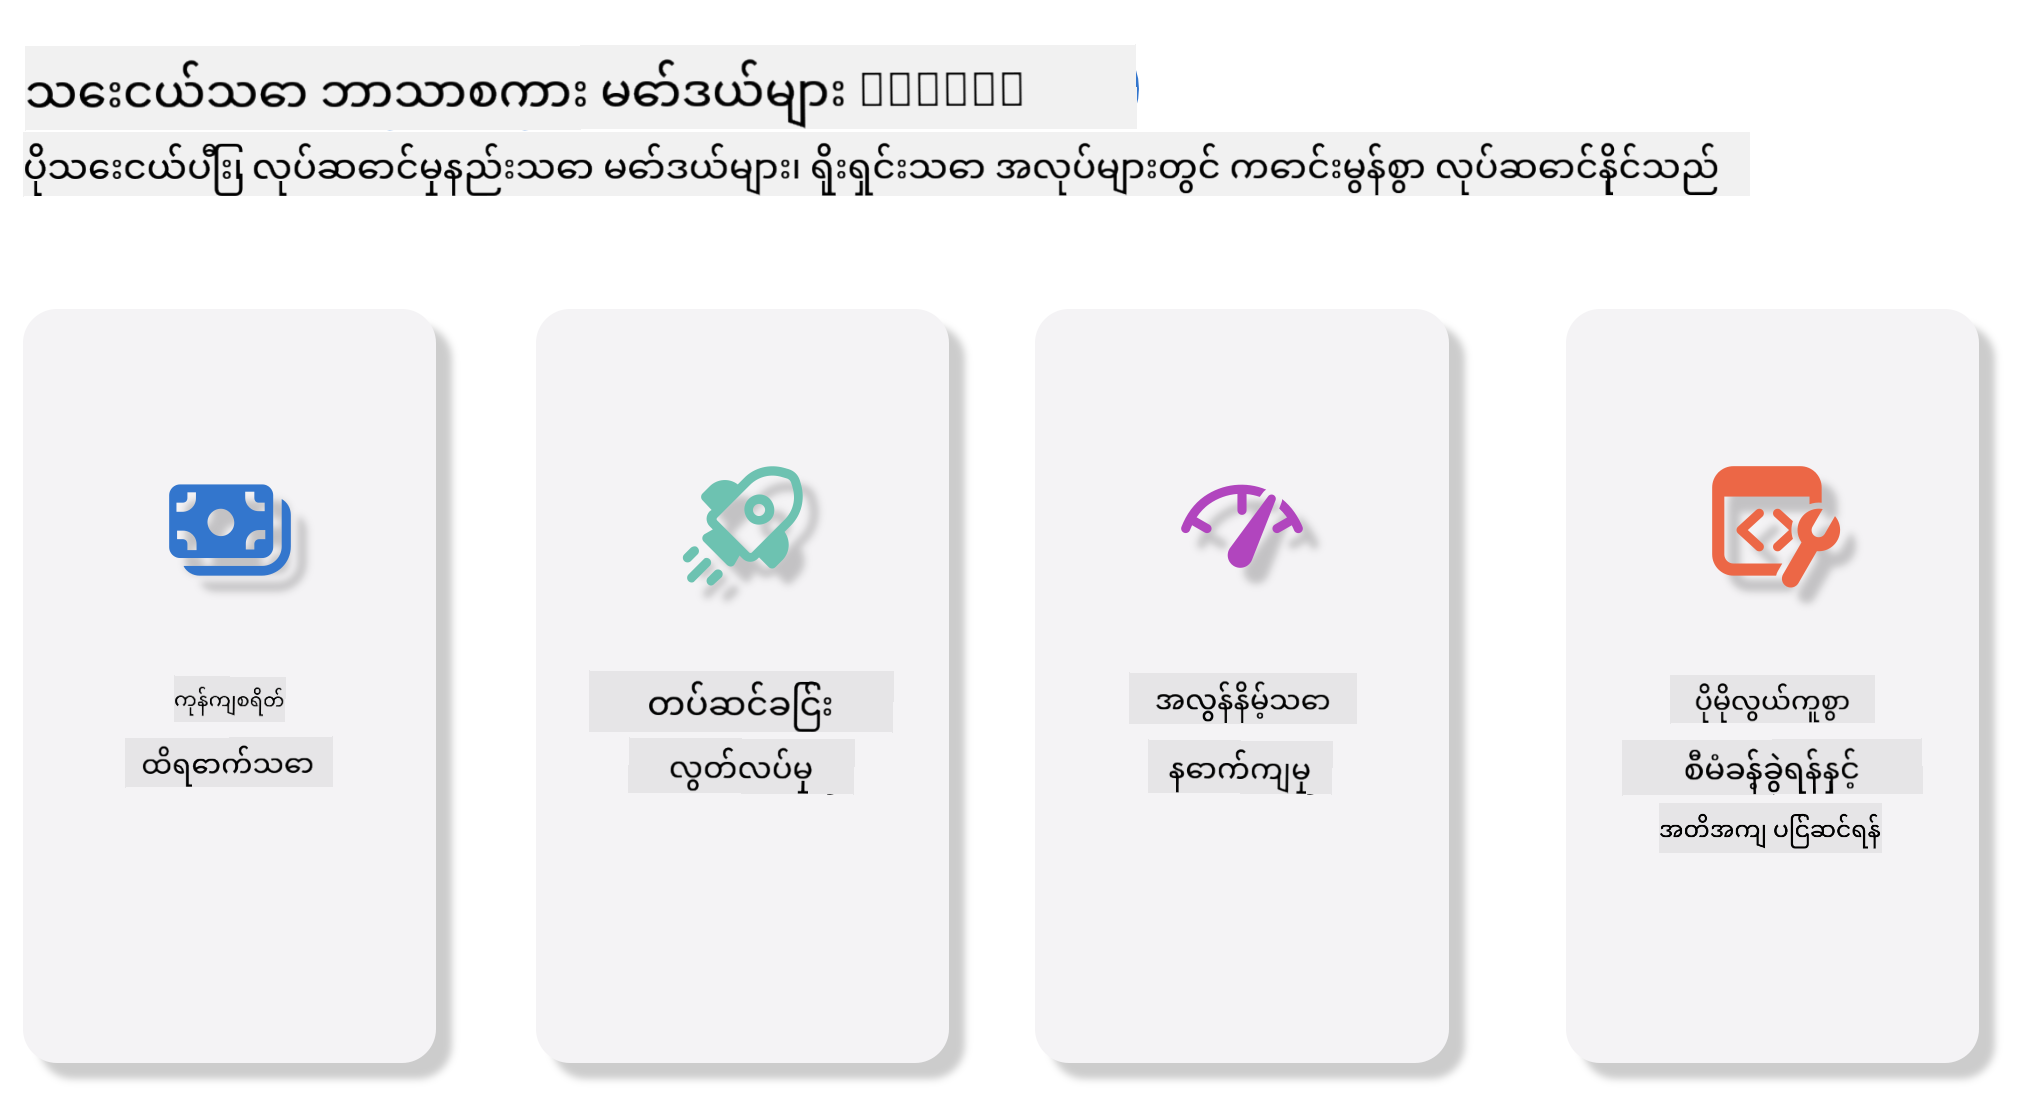 သေးငယ်သော ဘာသာစကား မော်ဒယ်များ □□□□□□
ပိုသေးငယ်ပြီး၊ လုပ်ဆောင်မှုနည်းသော မော်ဒယ်များ၊ ရိုးရှင်းသော အလုပ်များတွင် ကောင်းမွန်စွာ လုပ်ဆောင်နိုင်သည်
ကုန်ကျစရိတ်
ထိရောက်သော
တပ်ဆင်ခြင်း
လွတ်လပ်မှု
အလွန်နိမ့်သော
နောက်ကျမှု
ပိုမိုလွယ်ကူစွာ
စီမံခန့်ခွဲရန်နှင့်
အတိအကျ ပြင်ဆင်ရန်